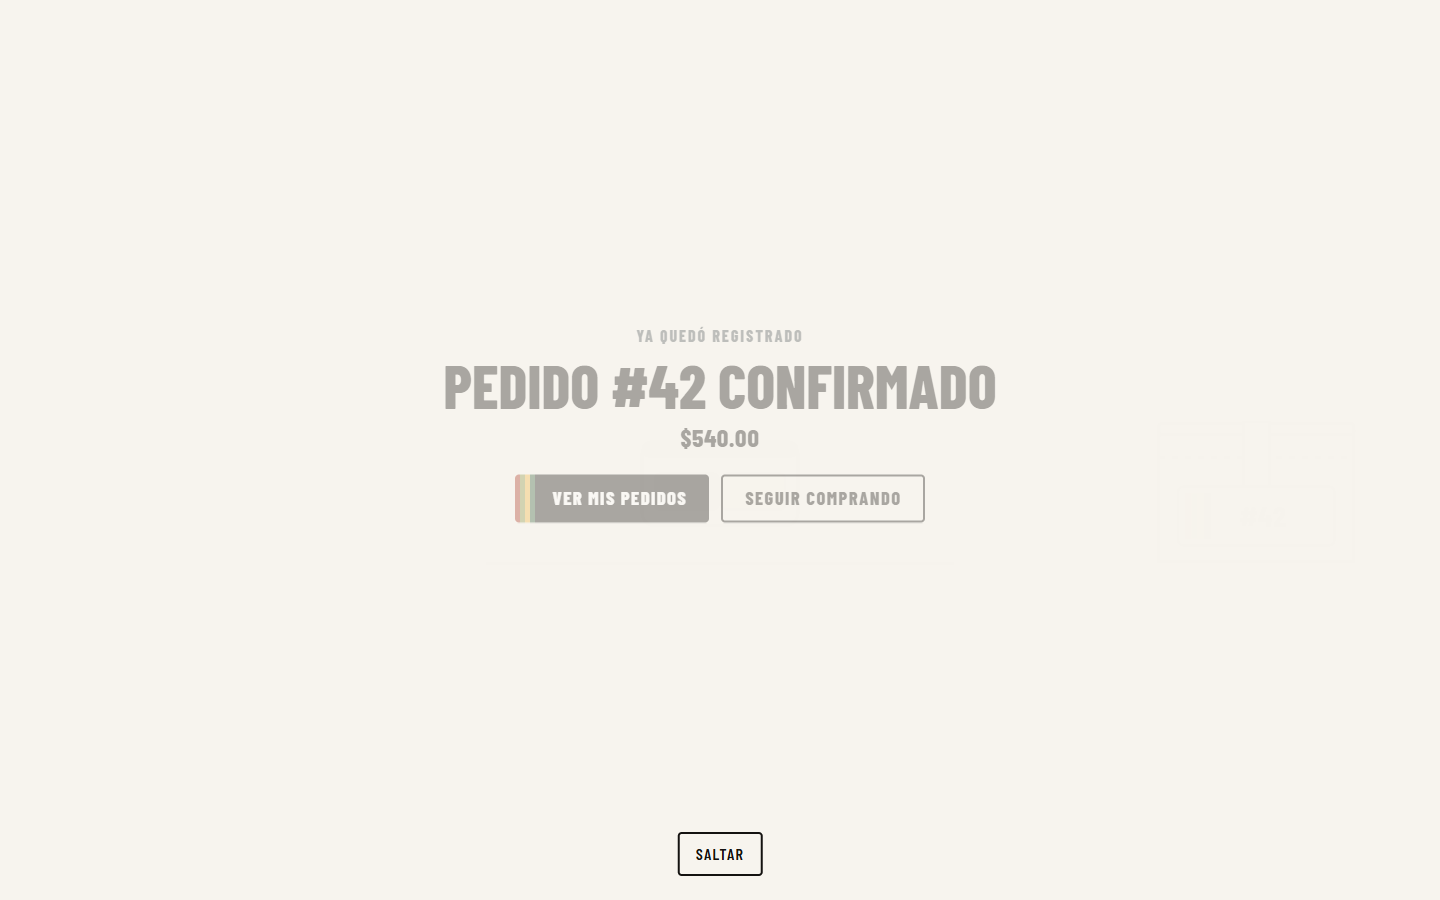 YA QUEDÓ REGISTRADO
PEDIDO #42 CONFIRMADO
$540.00
VER MIS PEDIDOS
SEGUIR COMPRANDO
SALTAR